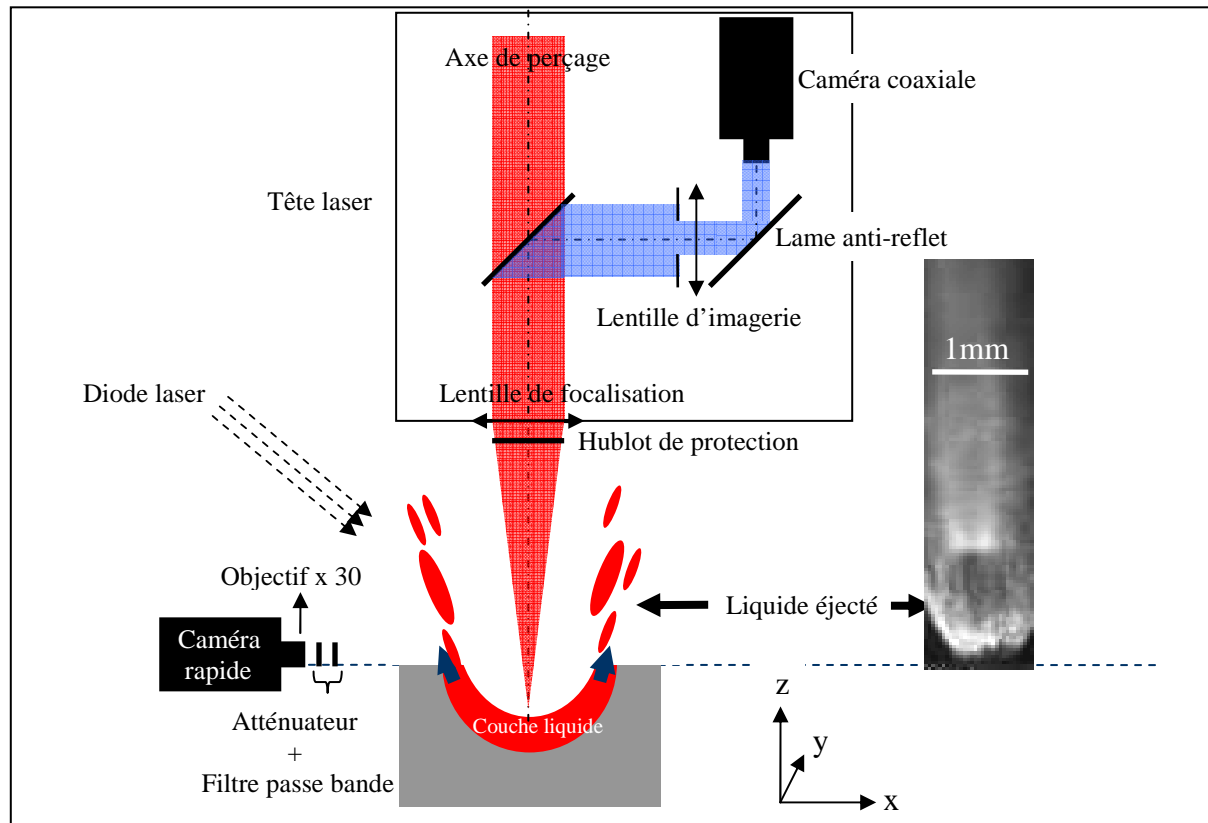 Axe de perçage
Caméra coaxiale
Tête laser
Lame anti-reflet
Lentille d'imagerie
1mm
Diode laser
Lentille de focalisation
Hublot de protection
Objectif x 30
Liquide éjecté
Caméra
rapide
Atténuateur
+
Filtre passe bande
Couche liquide
z
y
x